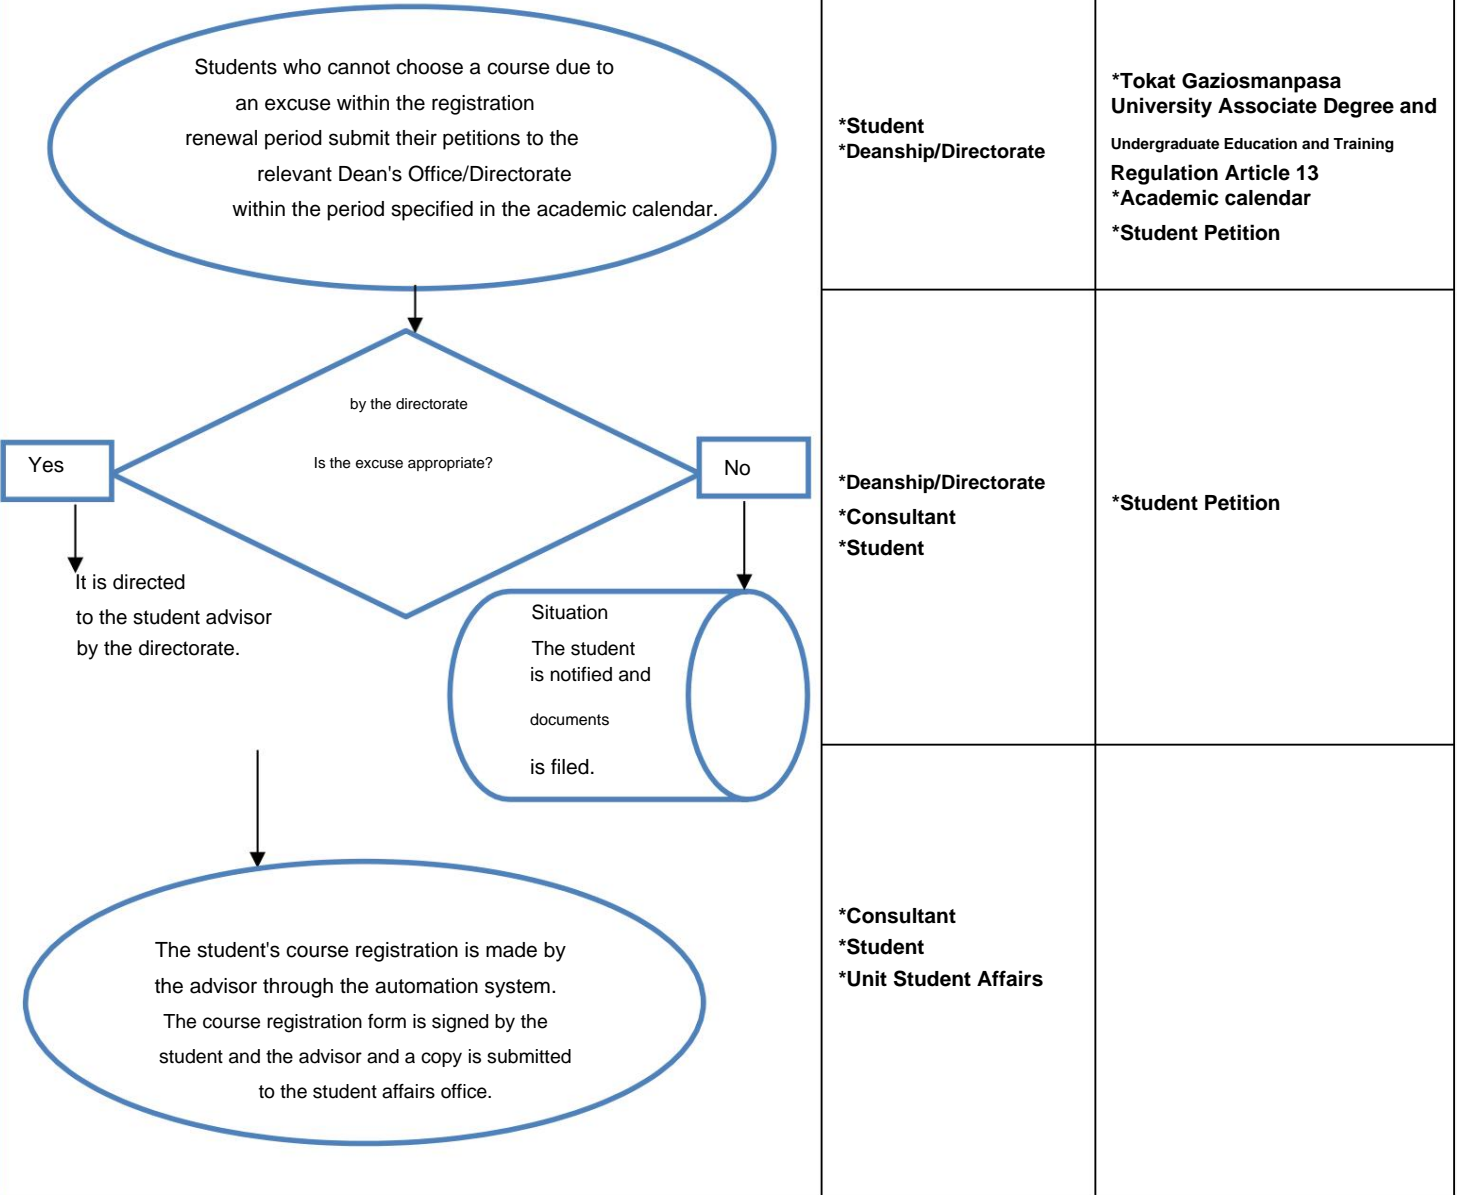 Students who cannot choose a course due to
an excuse within the registration
renewal period submit their petitions to the
relevant Dean's Office/Directorate
within the period specified in the academic calendar.
*Student
*Deanship/Directorate
*Tokat Gaziosmanpasa
University Associate Degree and
Undergraduate Education and Training
Regulation Article 13
*Academic calendar
*Student Petition
by the directorate
Is the excuse appropriate?
Yes
No
It is directed
to the student advisor
by the directorate.
Situation
The student
is notified and
documents
is filed.
*Deanship/Directorate
*Consultant
*Student
*Student Petition
The student's course registration is made by
the advisor through the automation system.
The course registration form is signed by the
student and the advisor and a copy is submitted
to the student affairs office.
*Consultant
*Student
*Unit Student Affairs